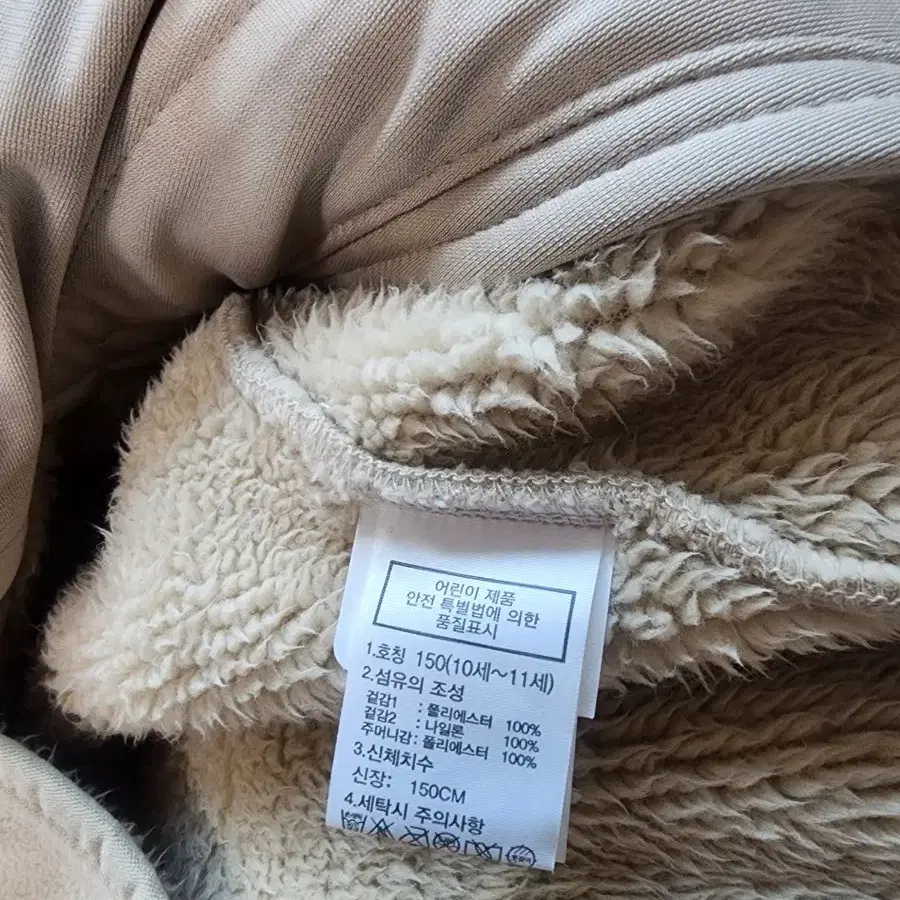 어린이 제품
안전 특별법에 의한
품질표시
1.호칭 150(10세~11세)
2.섬유의 조성
겉감1 : 폴리에스터 100%
겉감2 : 나일론 100%
주머니감: 폴리에스터 100%
3.신체치수
신장: 150CM
4.세탁시 주의사항